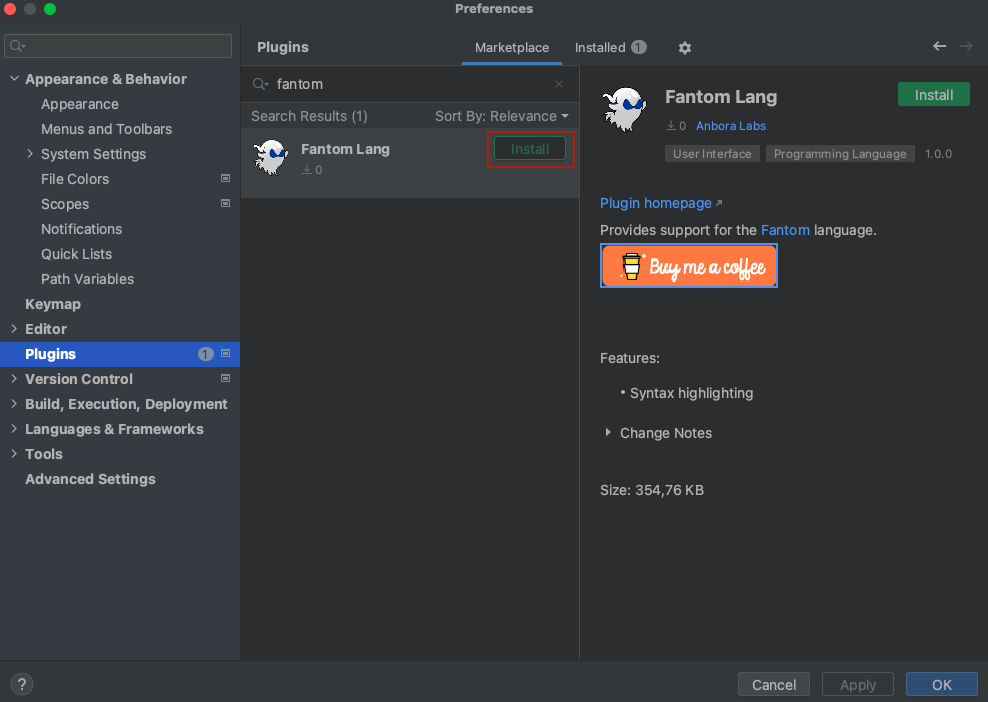 Preferences
Plugins
Marketplace
Installed 1
Appearance & Behavior
Appearance
Menus and Toolbars
System Settings
File Colors
Scopes
Notifications
Quick Lists
Path Variables
Keymap
Editor
Plugins 1
Version Control
Build, Execution, Deployment
Languages & Frameworks
Tools
Advanced Settings
fantom
Search Results (1) Sort By: Relevance
Fantom Lang Install
0
Fantom Lang Install
0 Anbora Labs
User Interface Programming Language 1.0.0
Plugin homepage
Provides support for the Fantom language.
Buy me a coffee
Features:
• Syntax highlighting
Change Notes
Size: 354,76 KB
? Cancel Apply OK